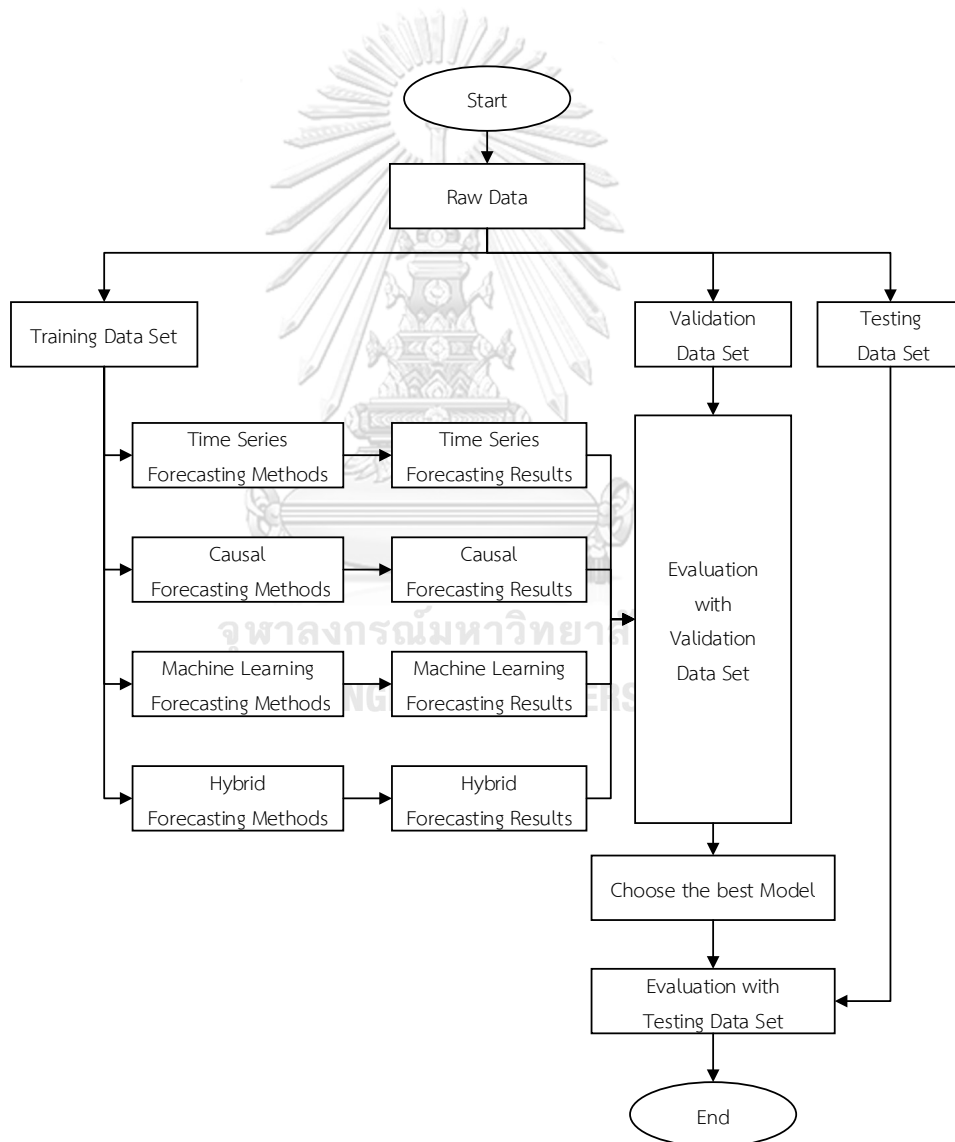 Start
Raw Data
Training Data Set
Validation
Data Set
Testing
Data Set
Time Series
Forecasting Methods
Time Series
Forecasting Results
Causal
Forecasting Methods
Causal
Forecasting Results
Evaluation
with
Validation
Data Set
จุฬาลงกรณ์มหาวิทยาลั
Machine Learning
Forecasting Methods
Machine Learning
Forecasting Results
Hybrid
Forecasting Methods
Hybrid
Forecasting Results
Choose the best Model
Evaluation with
Testing Data Set
End